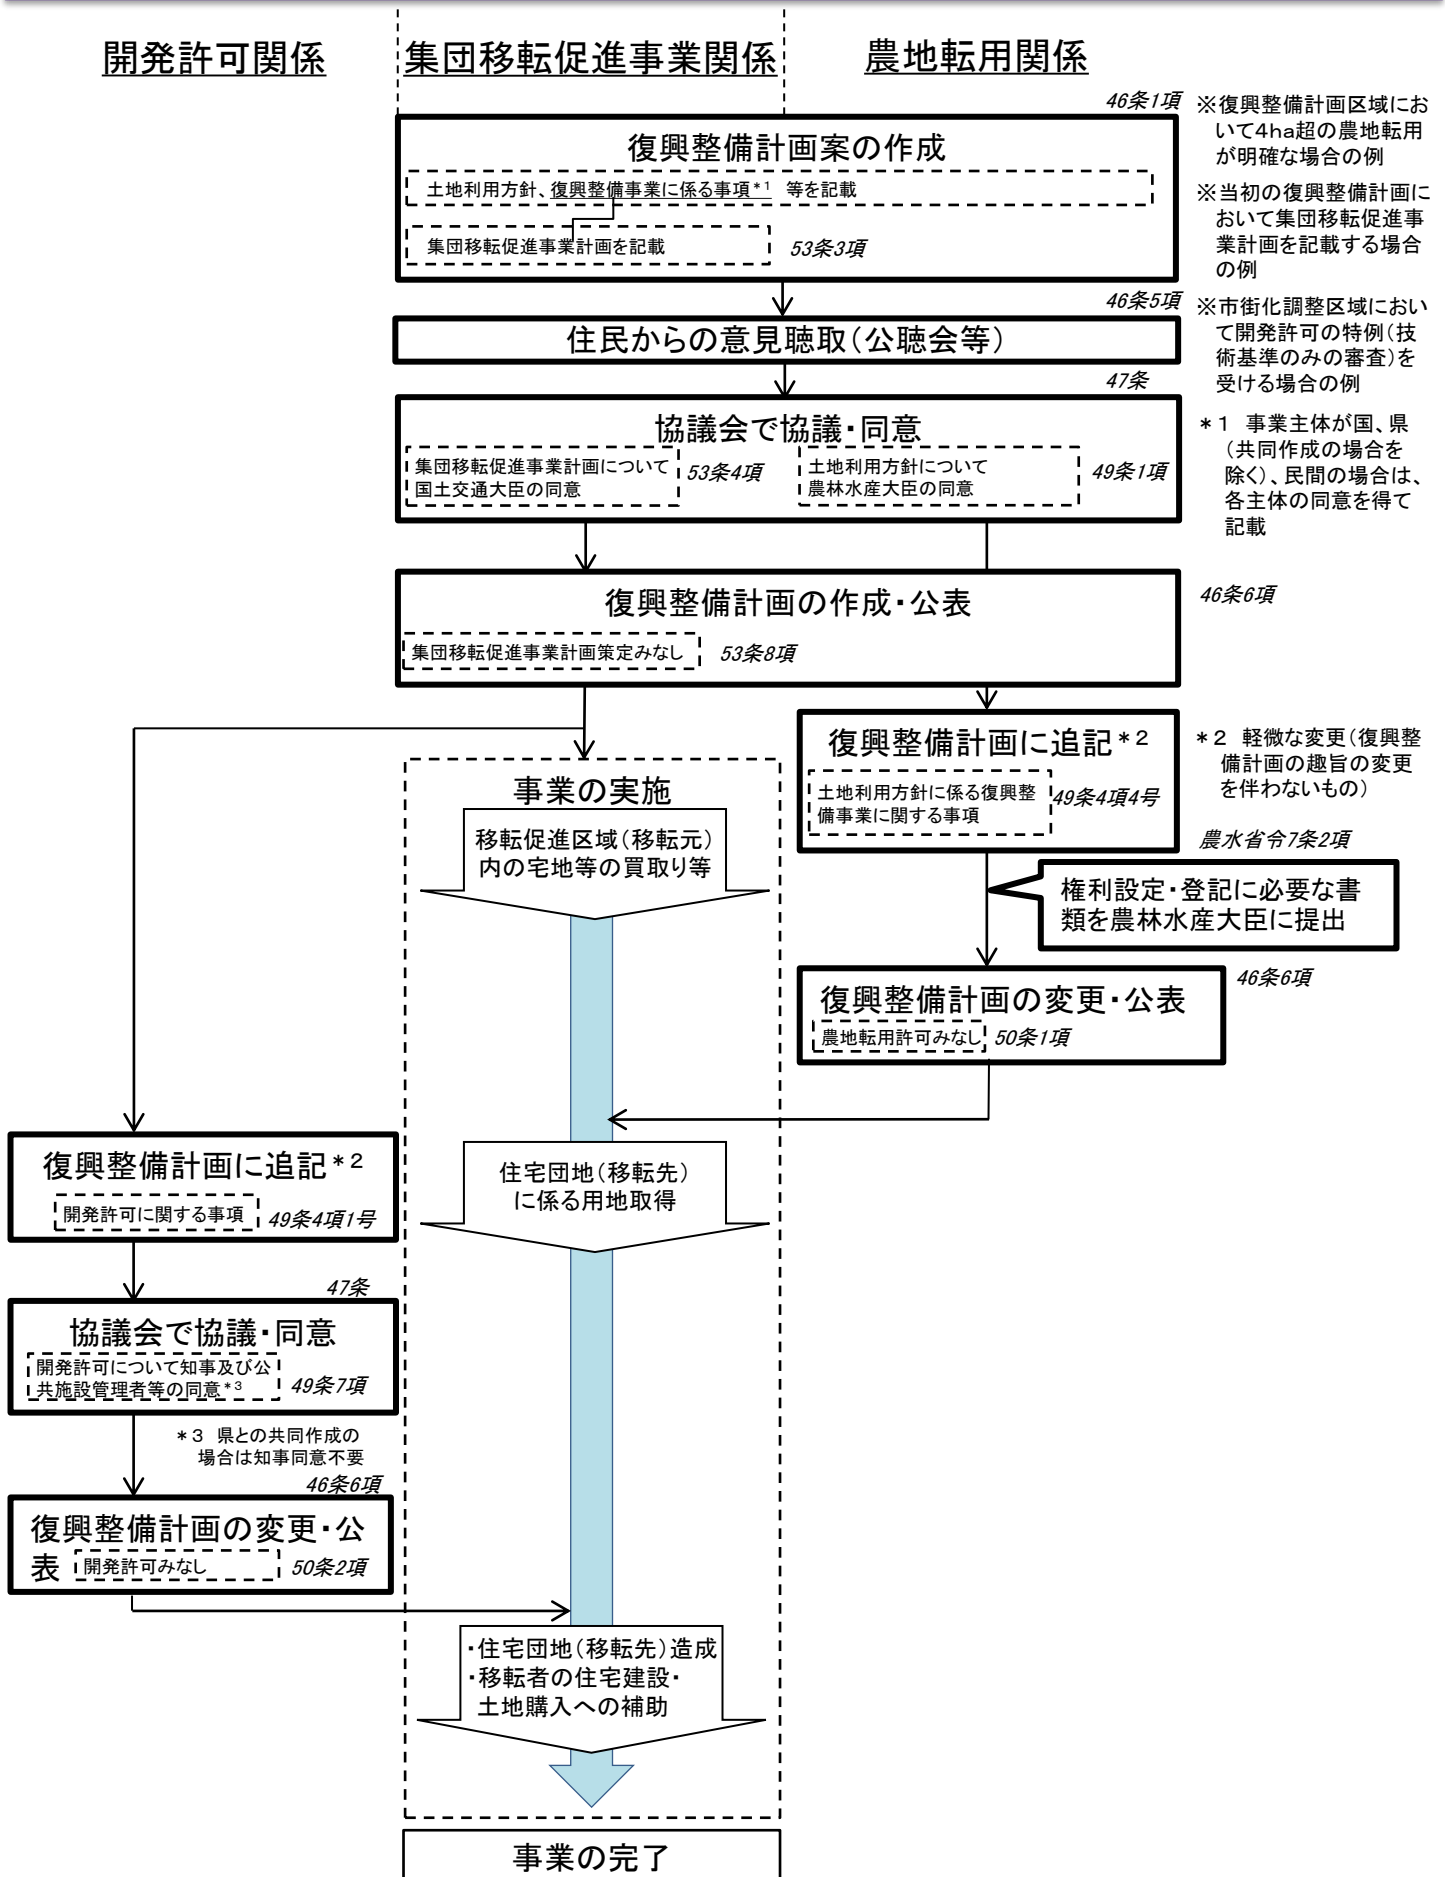 開発許可関係
集団移転促進事業関係
農地転用関係
46条1項
復興整備計画案の作成
土地利用方針、復興整備事業に係る事項*1 等を記載
集団移転促進事業計画を記載
53条3項
※復興整備計画区域にお
いて4ha超の農地転用
が明確な場合の例
※当初の復興整備計画に
おいて集団移転促進事
業計画を記載する場合
の例
46条5項
住民からの意見聴取(公聴会等)
※市街化調整区域におい
て開発許可の特例(技
術基準のみの審査)を
受ける場合の例
47条
協議会で協議・同意
集団移転促進事業計画について
国土交通大臣の同意
53条4項
土地利用方針について
農林水産大臣の同意
49条1項
*1 事業主体が国、県
(共同作成の場合を
除く)、民間の場合は、
各主体の同意を得て
記載
復興整備計画の作成・公表
集団移転促進事業計画策定みなし
53条8項
46条6項
復興整備計画に追記*2
土地利用方針に係る復興整
備事業に関する事項
49条4項4号
*2 軽微な変更(復興整
備計画の趣旨の変更
を伴わないもの)
農水省令7条2項
権利設定・登記に必要な書
類を農林水産大臣に提出
46条6項
復興整備計画の変更・公表
農地転用許可みなし
50条1項
事業の実施
移転促進区域(移転元)
内の宅地等の買取り等
住宅団地(移転先)
に係る用地取得
復興整備計画に追記*2
開発許可に関する事項
49条4項1号
47条
協議会で協議・同意
開発許可について知事及び公
共施設管理者等の同意*3
49条7項
*3 県との共同作成の
場合は知事同意不要
46条6項
復興整備計画の変更・公
表
開発許可みなし
50条2項
・住宅団地(移転先)造成
・移転者の住宅建設・
土地購入への補助
事業の完了